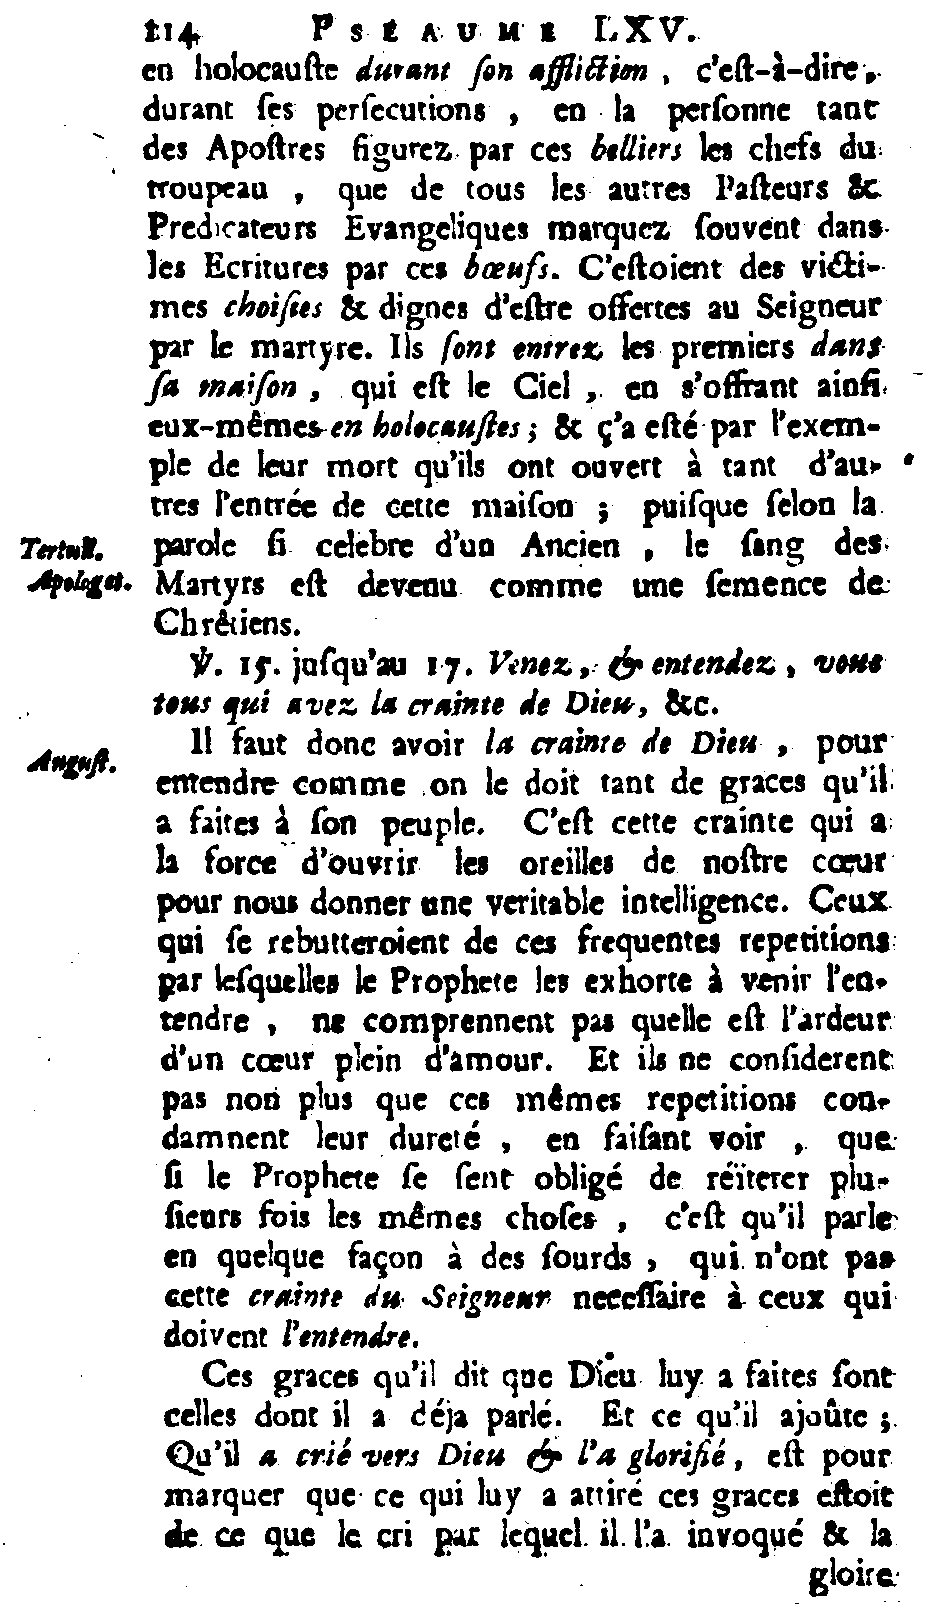 114 PSEAUME LXV.
en holocauſte durant ſon affliction, c'eſt-à-dire,
durant ſes perſecutions, en la perſonne tant
des Apoſtres figurez par ces belliers les chefs du
troupeau, que de tous les autres Paſteurs &
Predicateurs Evangeliques marquez ſouvent dans
les Ecritures par ces bœufs. C'eſtoient des victi-
mes choiſies & dignes d'eſtre offertes au Seigneur
par le martyre. Ils ſont entrez les premiers dans
ſa maiſon, qui eſt le Ciel, en s'offrant ainſi
eux-mêmes en holocauſtes; & ç'a eſté par l'exem-
ple de leur mort qu'ils ont ouvert à tant d'au-
tres l'entrée de cette maiſon; puiſque ſelon la
Tertull. parole ſi celebre d'un Ancien, le ſang des
Apologet. Martyrs eſt devenu comme une ſemence de
Chrêtiens.
℣. 15. juſqu'au 17. Venez, & entendez, vous
tous qui avez la crainte de Dieu, &c.
Il faut donc avoir la crainte de Dieu, pour
Auguſt. entendre comme on le doit tant de graces qu'il
a faites à ſon peuple. C'eſt cette crainte qui a
la force d'ouvrir les oreilles de noſtre cœur
pour nous donner une veritable intelligence. Ceux
qui ſe rebutteroient de ces frequentes repetitions
par leſquelles le Prophete les exhorte à venir l'en-
tendre, ne comprennent pas quelle eſt l'ardeur
d'un cœur plein d'amour. Et ils ne conſiderent
pas non plus que ces mêmes repetitions con-
damnent leur dureté, en faiſant voir, que
ſi le Prophete ſe ſent obligé de réïterer plu-
ſieurs fois les mêmes choſes, c'eſt qu'il parle
en quelque façon à des ſourds, qui n'ont pas
cette crainte du Seigneur neceſſaire à ceux qui
doivent l'entendre.
Ces graces qu'il dit que Dieu luy a faites ſont
celles dont il a déja parlé. Et ce qu'il ajoûte;
Qu'il a crié vers Dieu & l'a glorifié, eſt pour
marquer que ce qui luy a attiré ces graces eſtoit
de ce que le cri par lequel il l'a invoqué & la
gloire